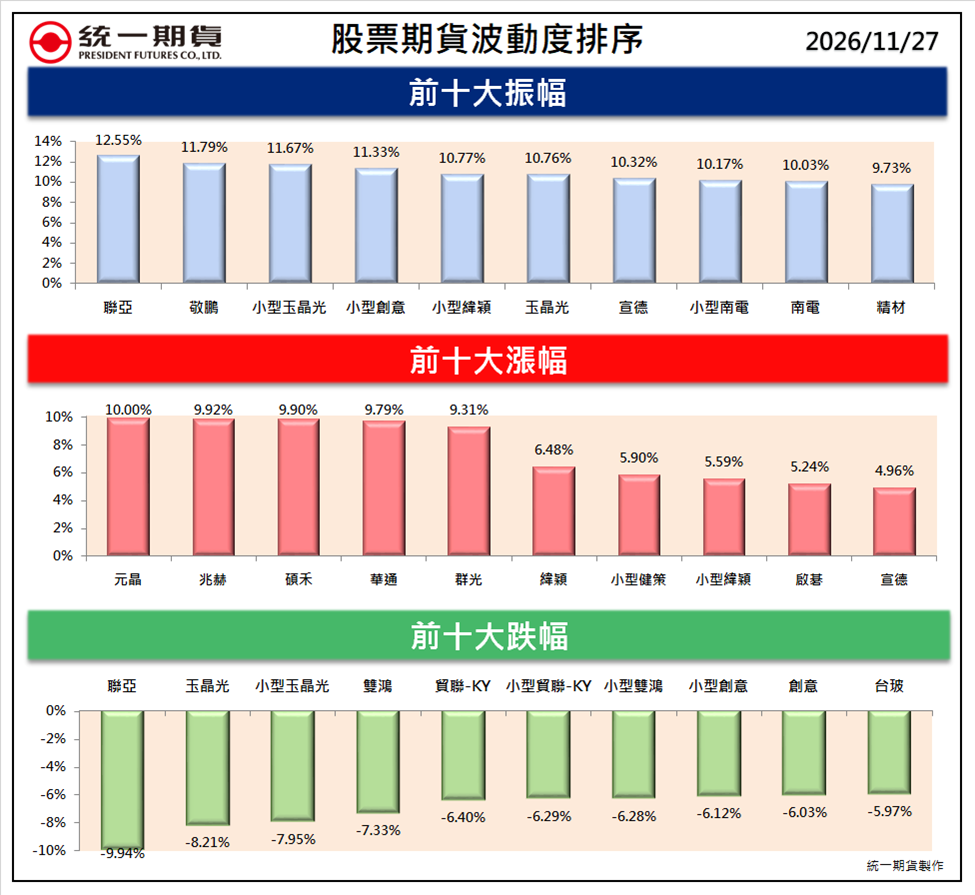 統一期貨
PRESIDENT FUTURES CO., LTD.
股票期貨波動度排序
2026/11/27
前十大振幅
14%
12%
10%
8%
6%
4%
2%
0%
12.55% 11.79% 11.67% 11.33% 10.77% 10.76% 10.32% 10.17% 10.03% 9.73%
聯亞 敬鵬 小型玉晶光 小型創意 小型緯穎 玉晶光 宣德 小型南電 南電 精材
前十大漲幅
10%
8%
6%
4%
2%
0%
10.00% 9.92% 9.90% 9.79% 9.31% 6.48% 5.90% 5.59% 5.24% 4.96%
元晶 兆赫 碩禾 華通 群光 緯穎 小型健策 小型緯穎 啟碁 宣德
前十大跌幅
聯亞 玉晶光 小型玉晶光 雙鴻 貿聯-KY 小型貿聯-KY 小型雙鴻 小型創意 創意 台玻
0%
-2%
-4%
-6%
-8%
-10%
-9.94% -8.21% -7.95% -7.33% -6.40% -6.29% -6.28% -6.12% -6.03% -5.97%
統一期貨製作